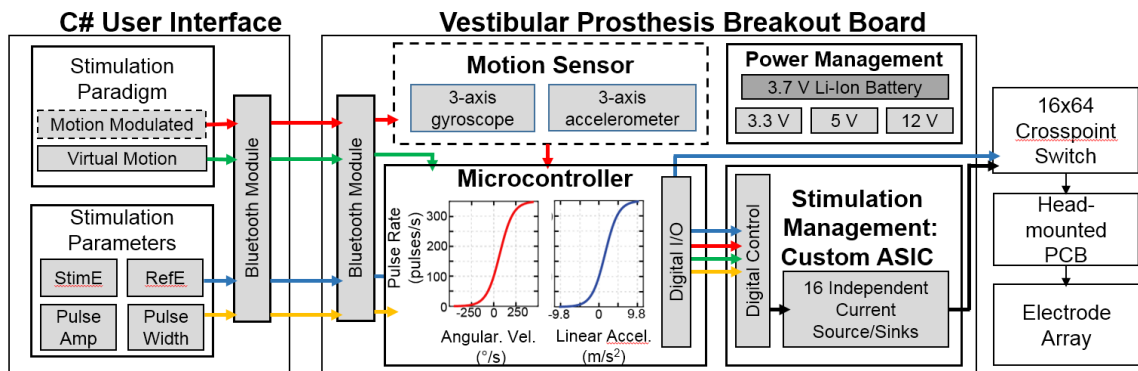 C# User Interface
Stimulation
Paradigm
Motion Modulated
Virtual Motion
Stimulation
Parameters
StimE
RefE
Pulse
Amp
Pulse
Width
Bluetooth Module
Vestibular Prosthesis Breakout Board
Bluetooth Module
Motion Sensor
3-axis
gyroscope
3-axis
accelerometer
Power Management
3.7 V Li-Ion Battery
3.3 V
5 V
12 V
Microcontroller
Pulse Rate
(pulses/s)
300
200
100
0
-250
0
250
Angular. Vel.
(°/s)
-9.8
0
9.8
Linear Accel.
(m/s²)
Digital I/O
Digital Control
Stimulation
Management:
Custom ASIC
16 Independent
Current
Source/Sinks
16x64
Crosspoint
Switch
Head-
mounted
PCB
Electrode
Array